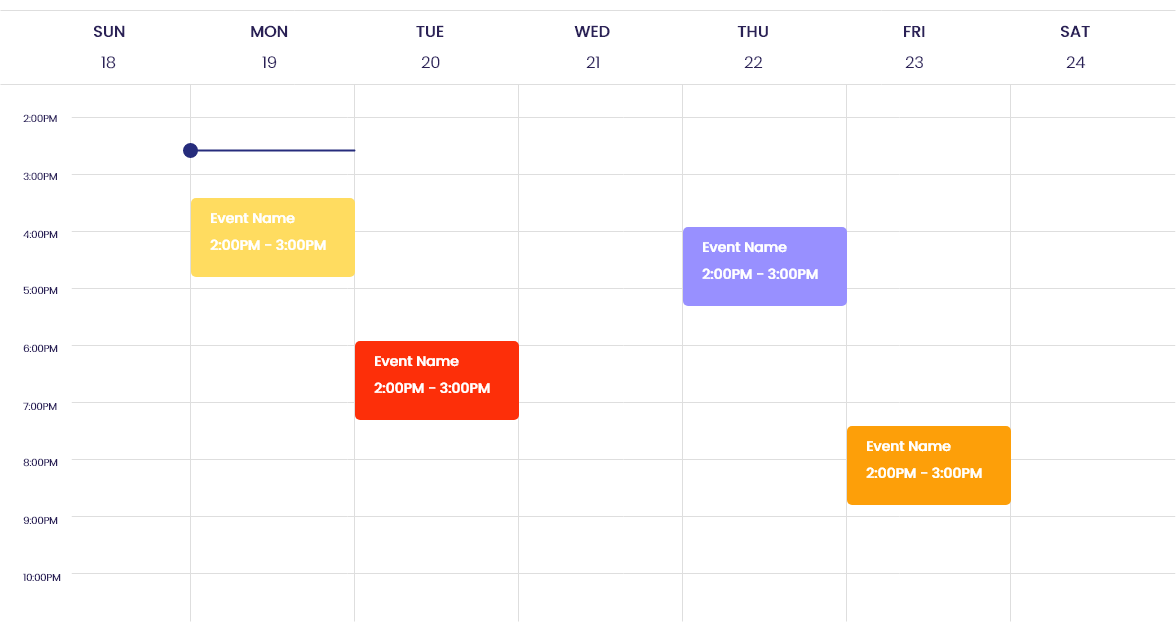 SUN MON TUE WED THU FRI SAT
18 19 20 21 22 23 24
2:00PM
3:00PM
Event Name
4:00PM
2:00PM - 3:00PM
Event Name
2:00PM - 3:00PM
5:00PM
6:00PM
Event Name
2:00PM - 3:00PM
7:00PM
Event Name
8:00PM
2:00PM - 3:00PM
9:00PM
10:00PM